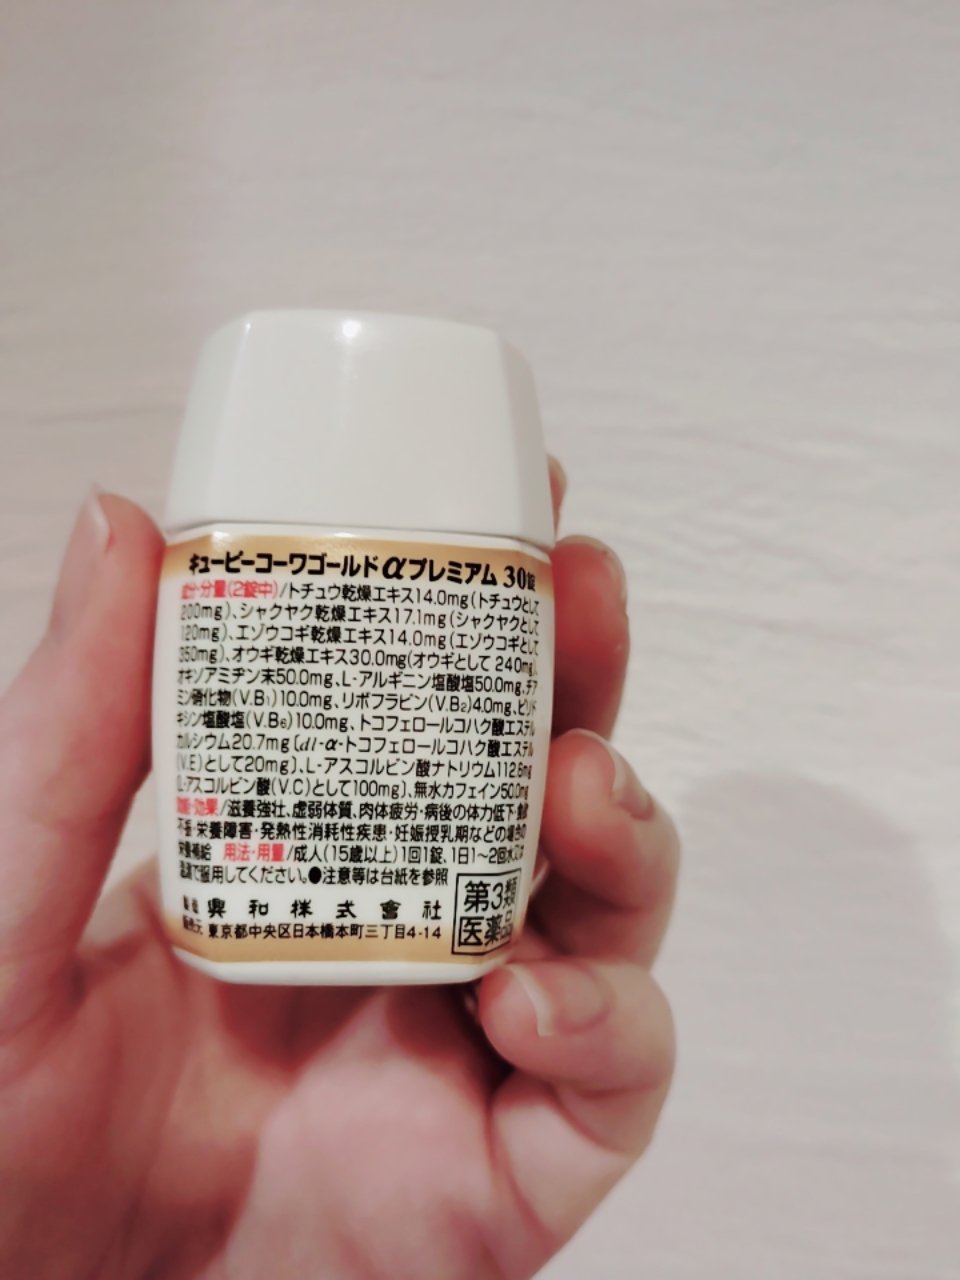 キューピーコーワゴールドαプレミアム 30錠
成分・分量(2錠中)/トチュウ乾燥エキス14.0mg(トチュウとして
200mg)、シャクヤク乾燥エキス17.1mg(シャクヤクとして
120mg)、エゾウコギ乾燥エキス14.0mg(エゾウコギとして
350mg)、オウギ乾燥エキス30.0mg(オウギとして 240mg)、
オキソアミヂン末50.0mg、L-アルギニン塩酸塩50.0mg、チア
ミン硝化物(V.B₁)10.0mg、リボフラビン(V.B₂)4.0mg、ピリド
キシン塩酸塩(V.B₆)10.0mg、トコフェロールコハク酸エステル
カルシウム20.7mg〔dl-α-トコフェロールコハク酸エステル
(V.E)として20mg〕、L-アスコルビン酸ナトリウム112.6mg
〔L-アスコルビン酸(V.C)として100mg〕、無水カフェイン50.0mg
効能・効果/滋養強壮、虚弱体質、肉体疲労・病後の体力低下・食欲
不振・栄養障害・発熱性消耗性疾患・妊娠授乳期などの場合の
栄養補給 用法・用量/成人(15歳以上)1回1錠、1日1〜2回水又は
温湯で服用してください。●注意等は台紙を参照
興和株式會社
発売元 東京都中央区日本橋本町三丁目4-14
第3類
医薬品